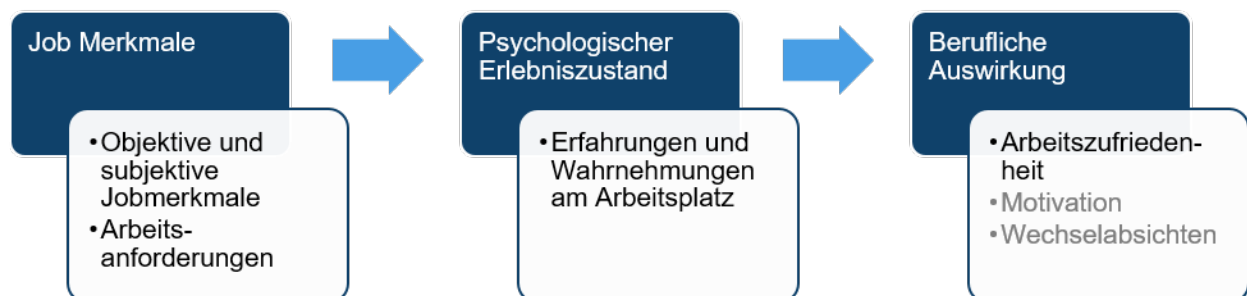 Job Merkmale
•Objektive und
subjektive
Jobmerkmale
•Arbeits-
anforderungen
Psychologischer
Erlebniszustand
•Erfahrungen und
Wahrnehmungen
am Arbeitsplatz
Berufliche
Auswirkung
•Arbeitszufrieden-
heit
•Motivation
•Wechselabsichten